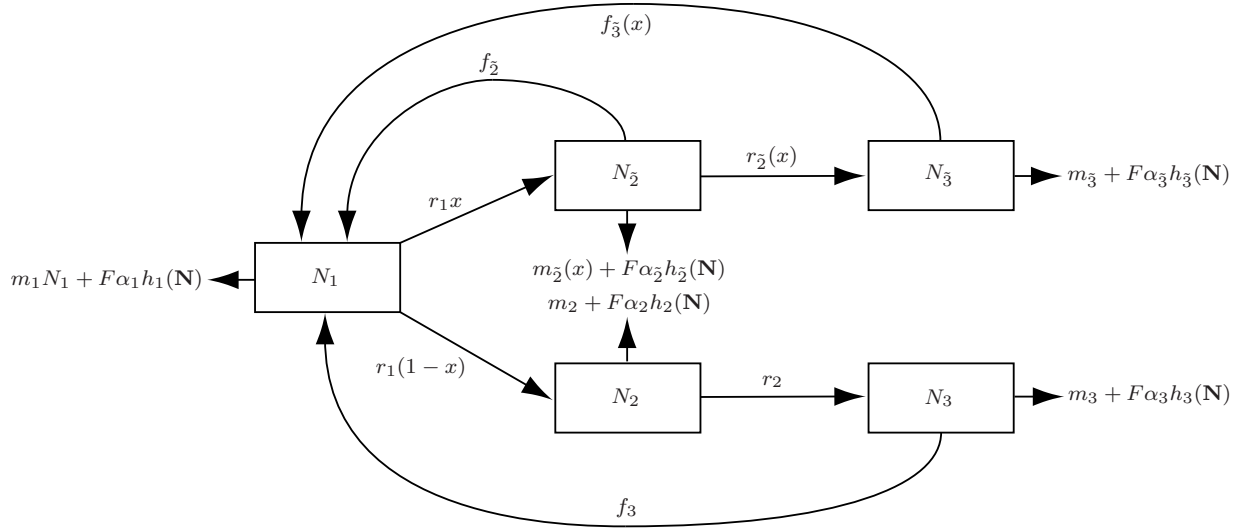 $f_{\tilde{3}}(x)$
$f_{\tilde{2}}$
$N_{\tilde{2}}$
$r_{\tilde{2}}(x)$
$N_{\tilde{3}}$
$m_{\tilde{3}} + F\alpha_{\tilde{3}} h_{\tilde{3}}(\mathbf{N})$
$r_1 x$
$m_1 N_1 + F\alpha_1 h_1(\mathbf{N})$
$N_1$
$m_{\tilde{2}}(x) + F\alpha_{\tilde{2}} h_{\tilde{2}}(\mathbf{N})$
$m_2 + F\alpha_2 h_2(\mathbf{N})$
$r_1(1 - x)$
$N_2$
$r_2$
$N_3$
$m_3 + F\alpha_3 h_3(\mathbf{N})$
$f_3$